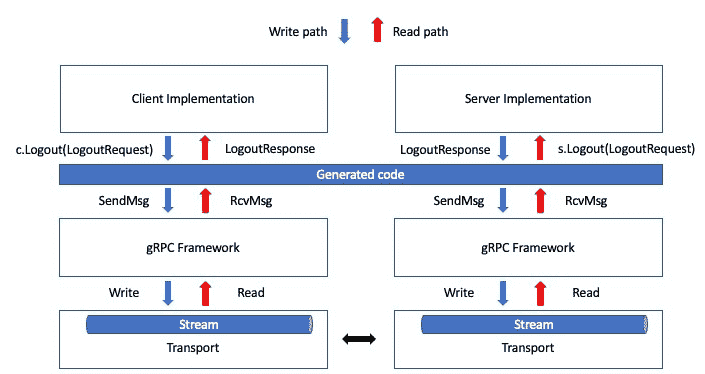 Write path
Read path
Client Implementation
Server Implementation
c.Logout(LogoutRequest)
LogoutResponse
LogoutResponse
s.Logout(LogoutRequest)
Generated code
SendMsg
RcvMsg
SendMsg
RcvMsg
gRPC Framework
gRPC Framework
Write
Read
Write
Read
Stream
Stream
Transport
Transport